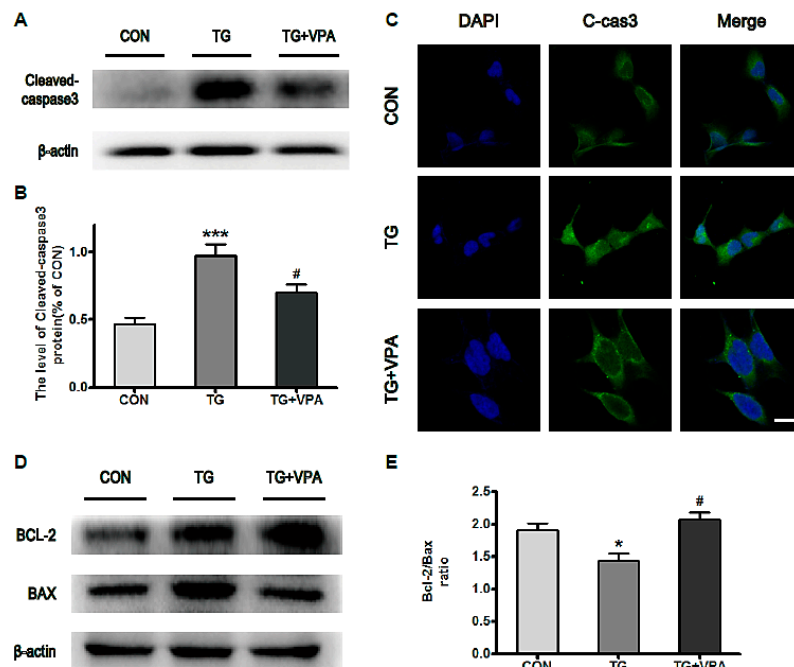 A
CON TG TG+VPA
Cleaved-
caspase3
β-actin
B
The level of Cleaved-caspase3
protein(% of CON)
1.0
0.5
0.0
***
#
CON TG TG+VPA
C
DAPI C-cas3 Merge
CON
TG
TG+VPA
D
CON TG TG+VPA
BCL-2
BAX
β-actin
E
Bcl-2/Bax
ratio
2.5
2.0
1.5
1.0
0.5
0.0
*
#
CON TG TG+VPA